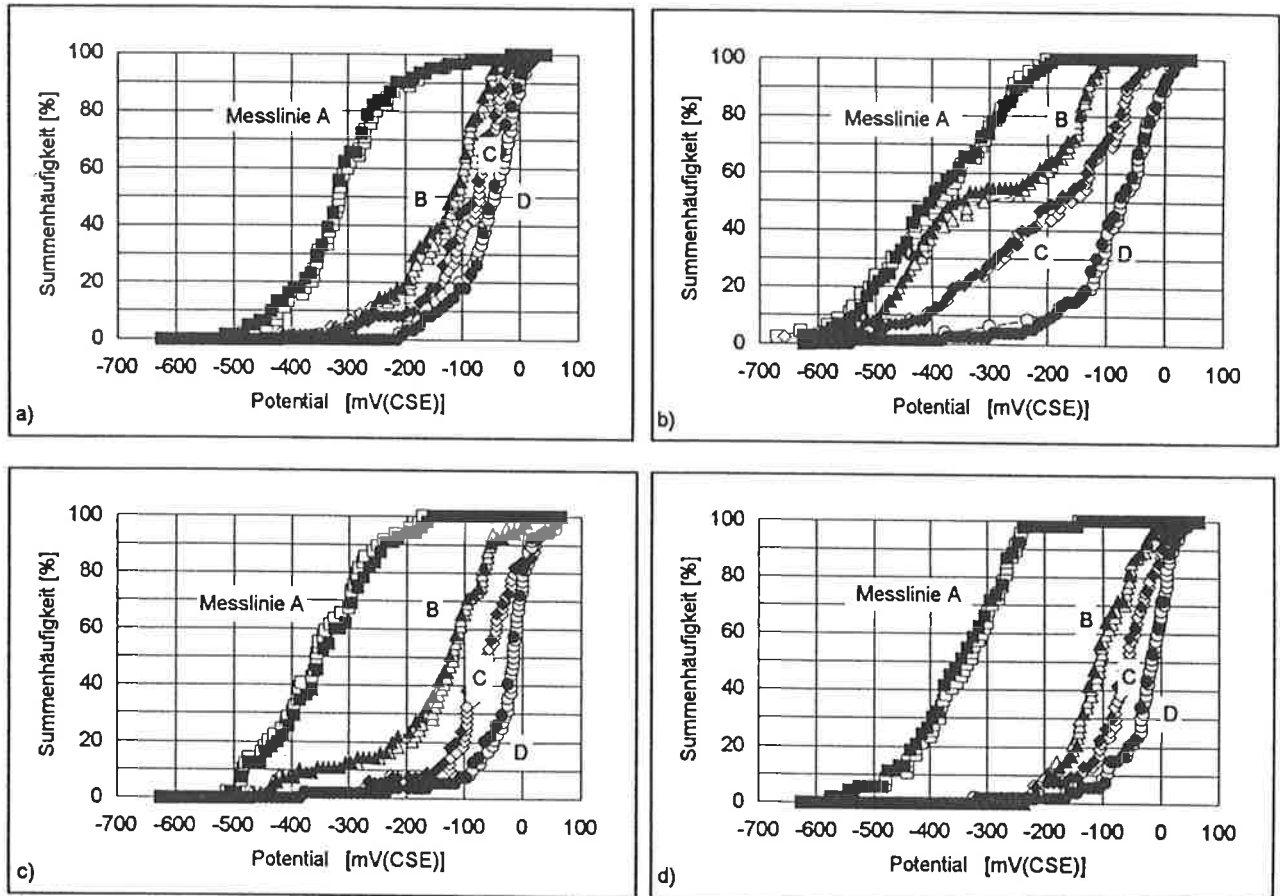 100
80
60
40
20
0
Summenhäufigkeit [%]
Messlinie A
B
C
D
-700 -600 -500 -400 -300 -200 -100 0 100
Potential [mV(CSE)]
a)
100
80
60
40
20
0
Summenhäufigkeit [%]
Messlinie A
B
C
D
-700 -600 -500 -400 -300 -200 -100 0 100
Potential [mV(CSE)]
b)
100
80
60
40
20
0
Summenhäufigkeit [%]
Messlinie A
B
C
D
-700 -600 -500 -400 -300 -200 -100 0 100
Potential [mV(CSE)]
c)
100
80
60
40
20
0
Summenhäufigkeit [%]
Messlinie A
B
C
D
-700 -600 -500 -400 -300 -200 -100 0 100
Potential [mV(CSE)]
d)